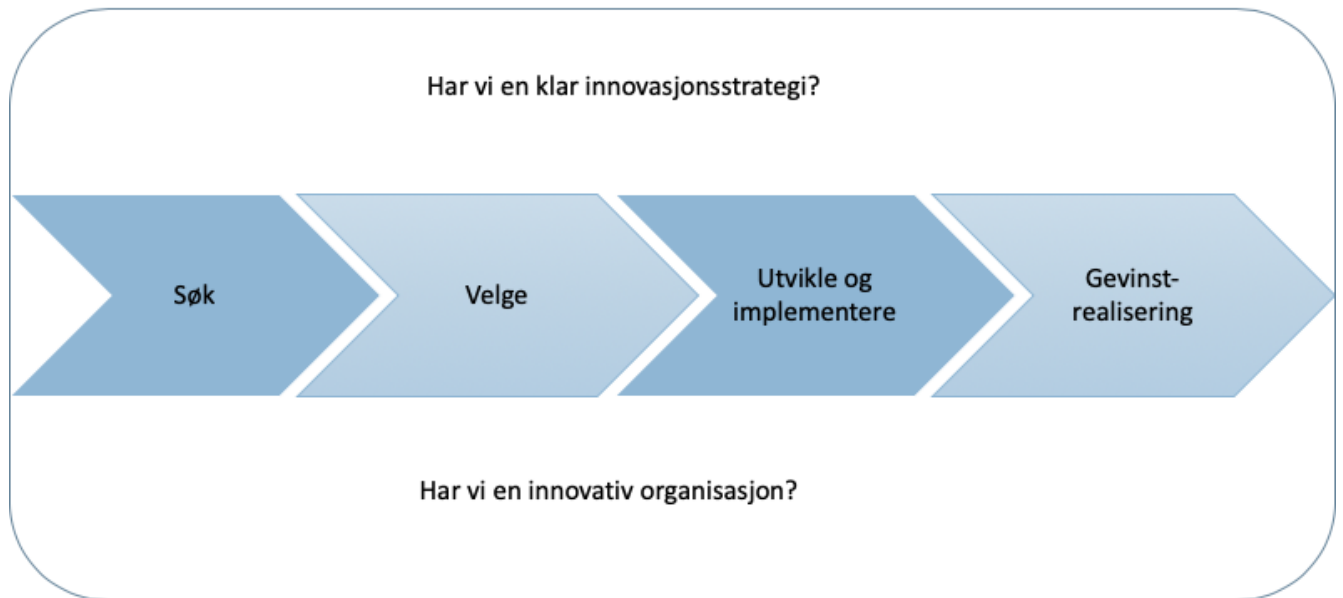 Har vi en klar innovasjonsstrategi?
Søk
Velge
Utvikle og
implementere
Gevinst-
realisering
Har vi en innovativ organisasjon?